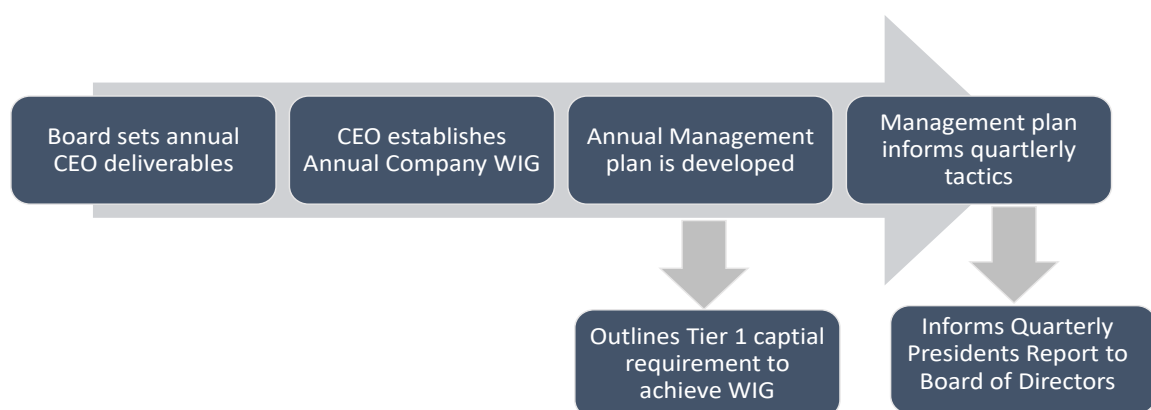 Board sets annual
CEO deliverables
CEO establishes
Annual Company WIG
Annual Management
plan is developed
Management plan
informs quartlerly
tactics
Outlines Tier 1 captial
requirement to
achieve WIG
Informs Quarterly
Presidents Report to
Board of Directors